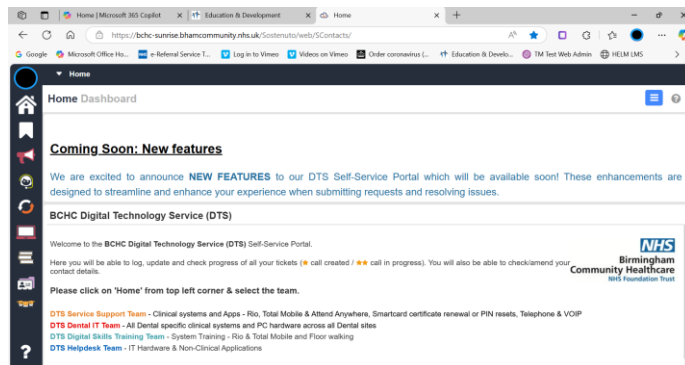 Home | Microsoft 365 Copilot
Education & Development
Home
https://bchc-sunrise.bhamcommunity.nhs.uk/Sostenuto/web/SContacts/
Google
Microsoft Office Ho...
e-Referral Service T...
Log in to Vimeo
Videos on Vimeo
Order coronavirus (...
Education & Develo...
TM Test Web Admin
HELM LMS
Home
Home Dashboard
Coming Soon: New features
We are excited to announce NEW FEATURES to our DTS Self-Service Portal which will be available soon! These enhancements are
designed to streamline and enhance your experience when submitting requests and resolving issues.
BCHC Digital Technology Service (DTS)
Welcome to the BCHC Digital Technology Service (DTS) Self-Service Portal.
Here you will be able to log, update and check progress of all your tickets (★ call created / ★★ call in progress). You will also be able to check/amend your
contact details.
NHS
Birmingham
Community Healthcare
NHS Foundation Trust
Please click on 'Home' from top left corner & select the team.
DTS Service Support Team - Clinical systems and Apps - Rio, Total Mobile & Attend Anywhere, Smartcard certificate renewal or PIN resets, Telephone & VOIP
DTS Dental IT Team - All Dental specific clinical systems and PC hardware across all Dental sites
DTS Digital Skills Training Team - System Training - Rio & Total Mobile and Floor walking
DTS Helpdesk Team - IT Hardware & Non-Clinical Applications